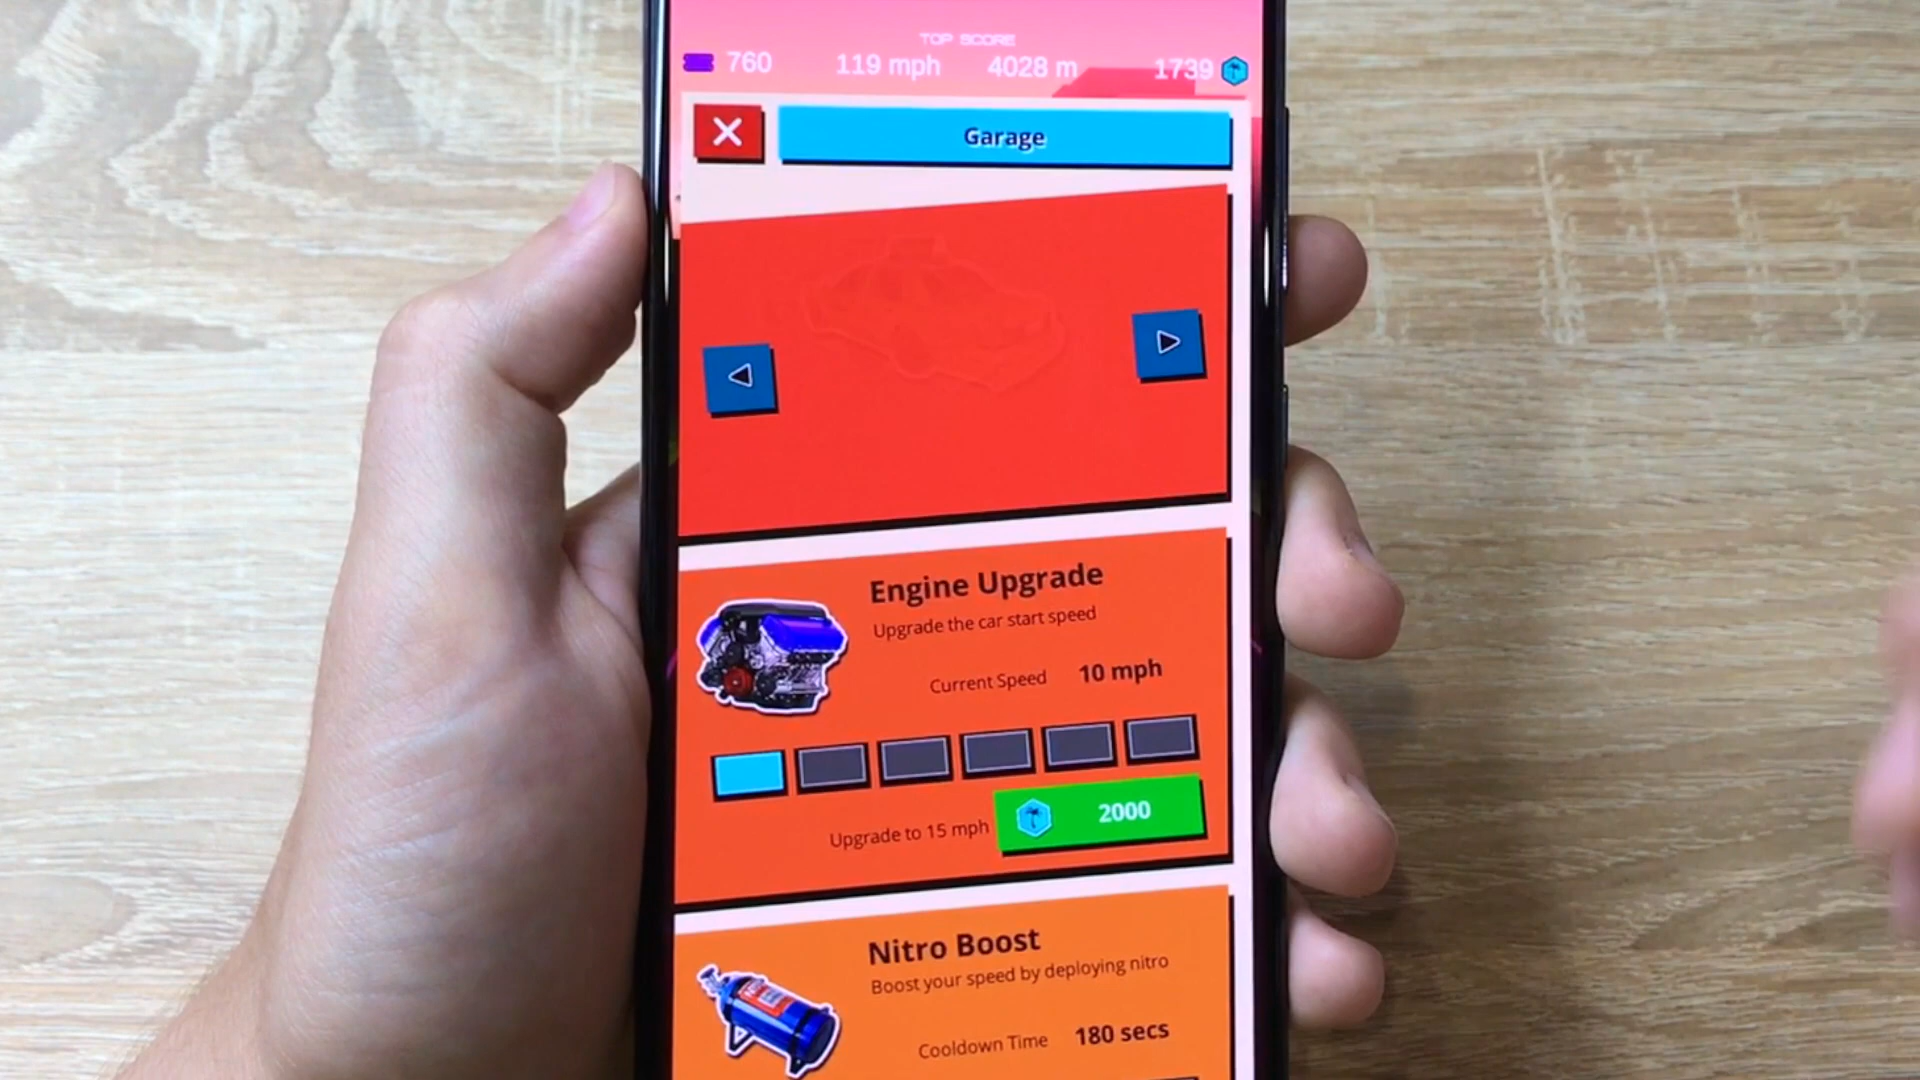 TOP SCORE
760 119 mph 4028 m 1739
Garage
Engine Upgrade
Upgrade the car start speed
Current Speed 10 mph
Upgrade to 15 mph 2000
Nitro Boost
Boost your speed by deploying nitro
Cooldown Time 180 secs